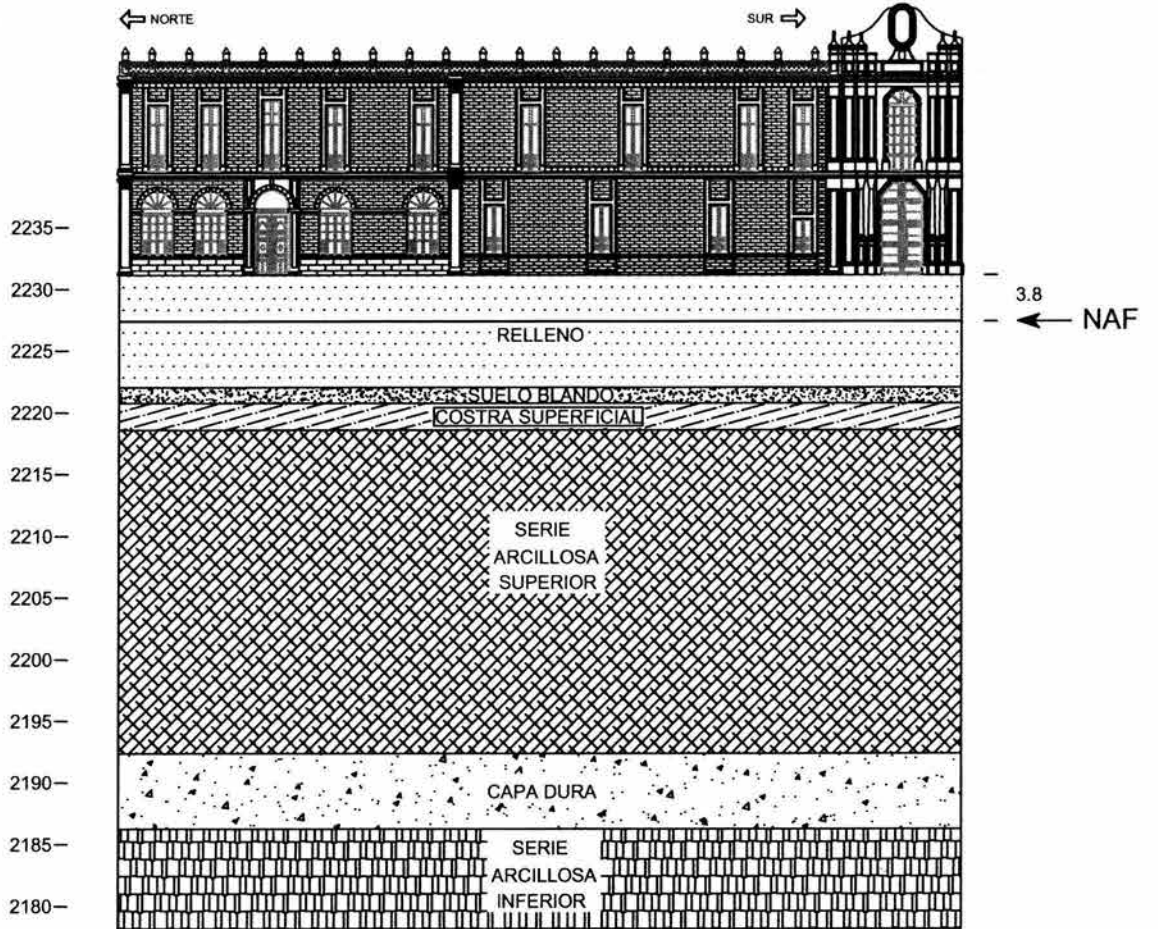 NORTE
SUR
2235
2230
3.8
NAF
RELLENO
2225
SUELO BLANDO
2220
COSTRA SUPERFICIAL
2215
SERIE
2210
ARCILLOSA
SUPERIOR
2205
2200
2195
2190
CAPA DURA
2185
SERIE
ARCILLOSA
INFERIOR
2180